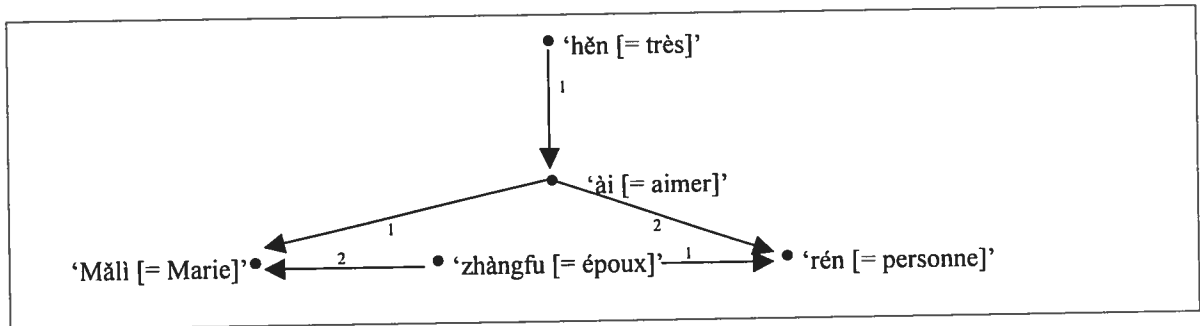 ‘hěn [= très]’
1
‘ài [= aimer]’
1
2
‘Mǎlì [= Marie]’ 2 ‘zhàngfu [= époux]’ 1 ‘rén [= personne]’